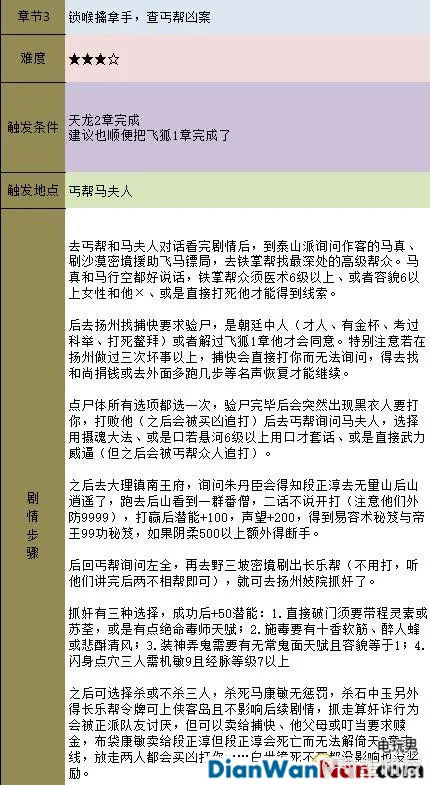 章节3
锁喉擒拿手，查丐帮凶案
难度
★★★☆
触发条件
天龙2章完成
建议也顺便把飞狐1章完成了
触发地点
丐帮马夫人
剧情步骤
去丐帮和马夫人对话看完剧情后，到泰山派询问作客的马真、
刷沙漠密境援助飞马镖局，去铁掌帮找最深处的高级帮众。马
真和马行空都好说话，铁掌帮众须医术6级以上、或者容貌6以
上女性和他×、或是直接打死他才能得到线索。
后去扬州找捕快要求验尸，是朝廷中人（才人、有金杯、考过
科举、打死鳌拜）或者解过飞狐1章他才会同意。特别注意若在
扬州做过三次坏事以上，捕快会直接打你而无法询问，得去找
和尚捐钱或去外面多跑几步等名声恢复才能继续。
点尸体所有选项都选一次，验尸完毕后会突然出现黑衣人要打
你，打败他（之后会被买凶追打）后去丐帮询问马夫人，选择
用摄魂大法、或是口若悬河6级以上用口才套话、或是直接武力
威逼（但之后会被丐帮众人追打）。
之后去大理镇南王府，询问朱丹臣会得知段正淳去无量山后山
逍遥了，跑去后山看到一群番僧，二话不说开打（注意他们外
防9999），打赢后潜能+100，声望+200，得到易容术秘笈与帝
王99功秘笈，如果阴柔500以上额外得断手。
后回丐帮询问左全，再去野三坡密境刷出长乐帮（不用打，听
他们讲完后两不相帮即可），就可去扬州妓院抓奸了。
抓奸有三种选择，成功后+50潜能：1.直接破门须要带程灵素或
苏荃，或是有点绝命毒师天赋；2.施毒要有十香软筋、醉人蜂
或悲酥清风；3.装神弄鬼需要有无常鬼面天赋且容貌等于1；4.
闪身点穴三人需机敏9且经脉等级7以上
之后可选择杀或不杀三人，杀死马康敏无惩罚，杀石中玉另外
得长乐帮令牌可上侠客岛且不影响后续剧情，抓走算奸诈行为
会被正派队友讨厌，但可以卖给捕快、他父母或叮当要求赎
金，布袋康敏卖给段正淳但段正淳会死亡而无法解倚天8章走
线，放走两人都会买凶打你
励。
电玩男
DianWanNan.com